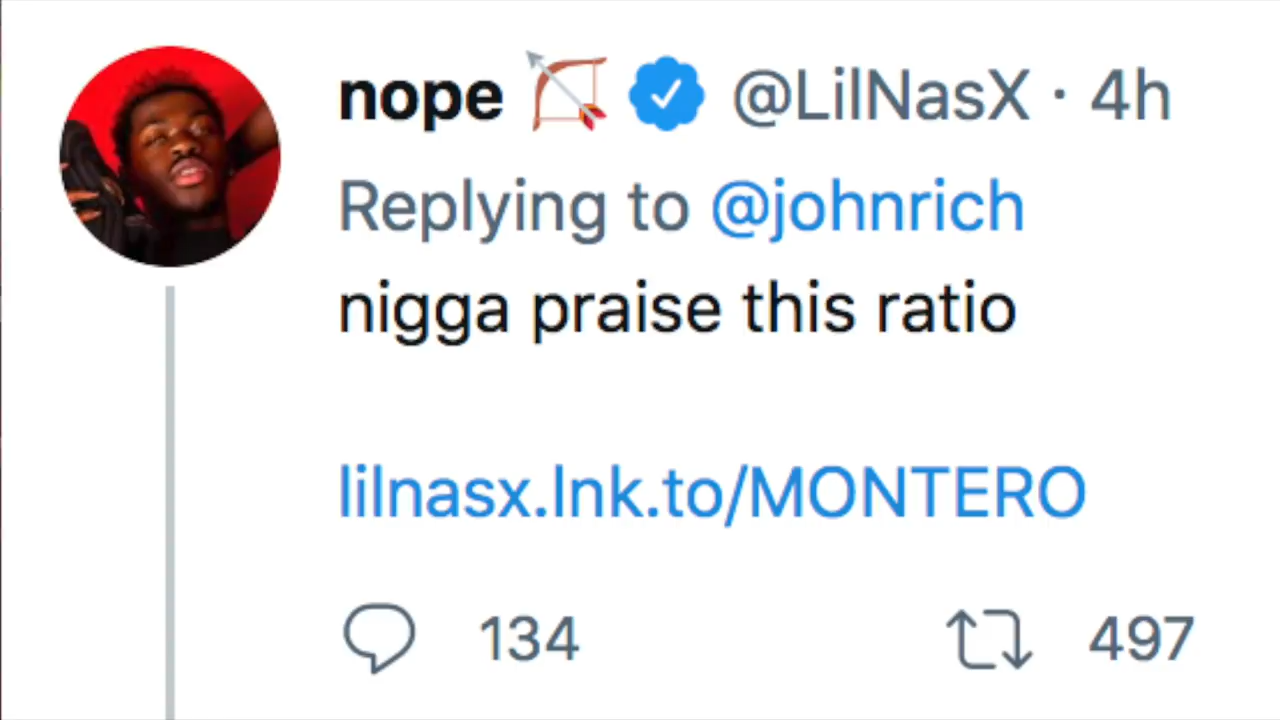 nope 🏹 @LilNasX · 4h
Replying to @johnrich
nigga praise this ratio
lilnasx.lnk.to/MONTERO
134 497